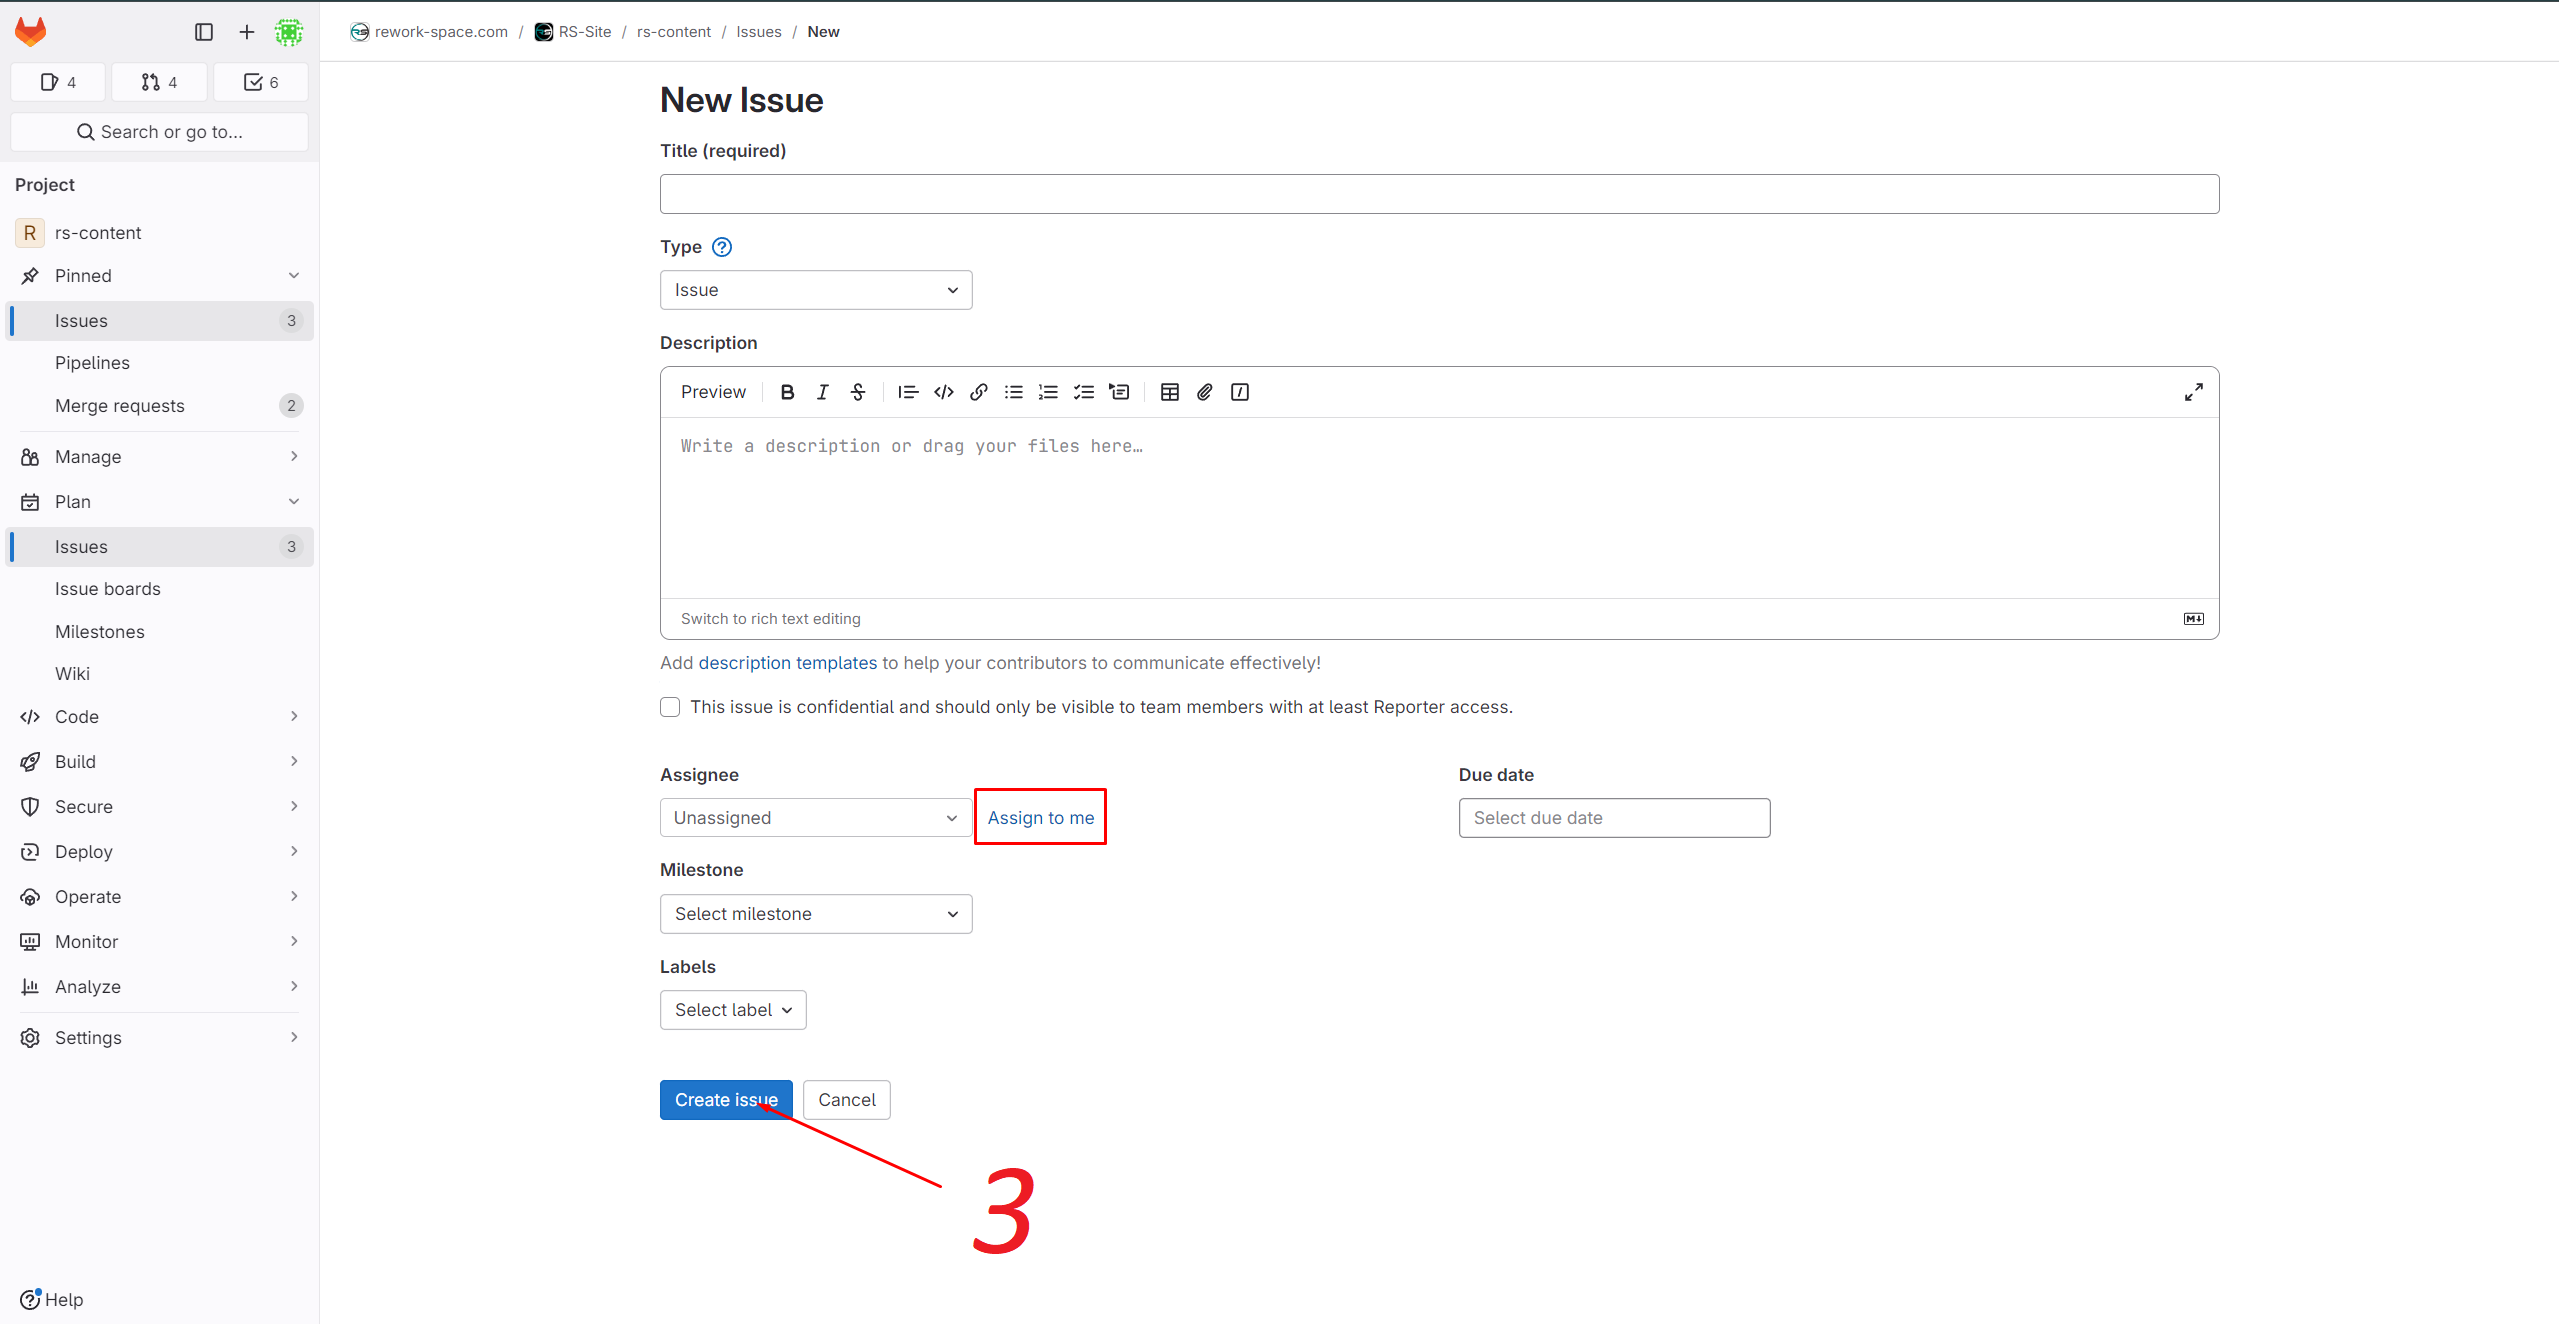 rework-space.com / RS-Site / rs-content / Issues / New
4 4 6
Search or go to...
Project
R rs-content
Pinned
Issues 3
Pipelines
Merge requests 2
Manage
Plan
Issues 3
Issue boards
Milestones
Wiki
Code
Build
Secure
Deploy
Operate
Monitor
Analyze
Settings
Help
New Issue
Title (required)
Type
Issue
Description
Preview
Write a description or drag your files here…
Switch to rich text editing
Add description templates to help your contributors to communicate effectively!
This issue is confidential and should only be visible to team members with at least Reporter access.
Assignee
Unassigned Assign to me
Due date
Select due date
Milestone
Select milestone
Labels
Select label
Create issue Cancel
3